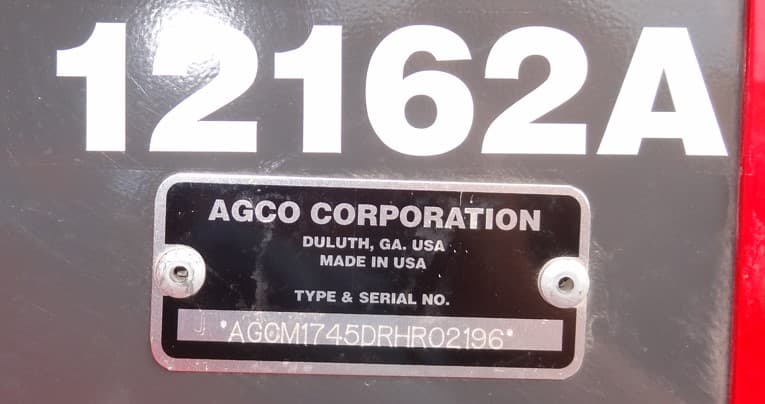 12162A
AGCO CORPORATION
DULUTH, GA. USA
MADE IN USA
TYPE & SERIAL NO.
J *AGCM1745DRHR02196*